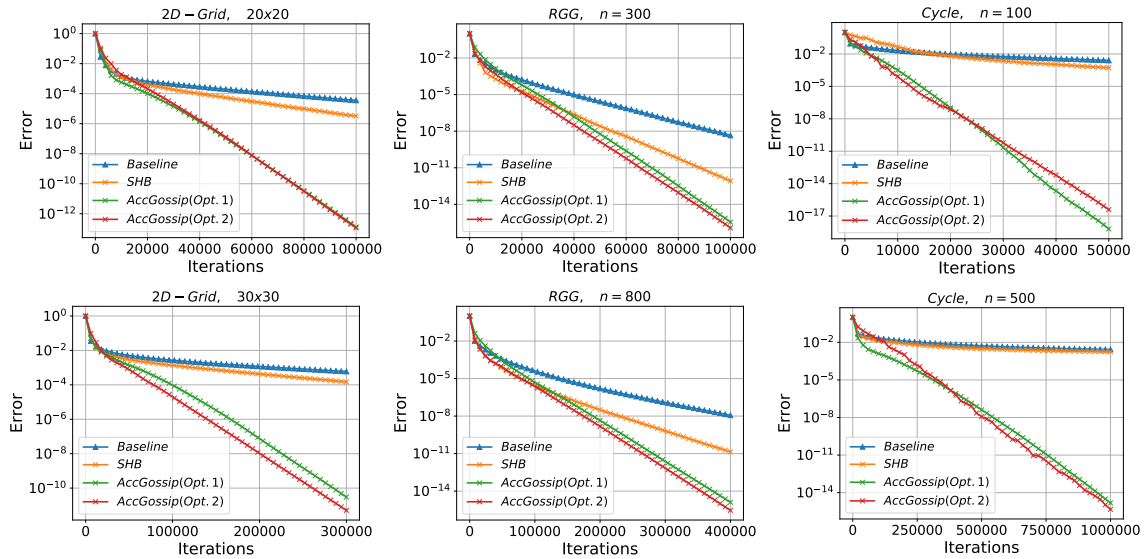 2D − Grid, 20x20
10^0
10^−2
10^−4
10^−6
10^−8
10^−10
10^−12
Error
Baseline
SHB
AccGossip(Opt. 1)
AccGossip(Opt. 2)
0 20000 40000 60000 80000 100000
Iterations
RGG, n = 300
10^−2
10^−5
10^−8
10^−11
10^−14
Error
Baseline
SHB
AccGossip(Opt. 1)
AccGossip(Opt. 2)
0 20000 40000 60000 80000 100000
Iterations
Cycle, n = 100
10^−2
10^−5
10^−8
10^−11
10^−14
10^−17
Error
Baseline
SHB
AccGossip(Opt. 1)
AccGossip(Opt. 2)
0 10000 20000 30000 40000 50000
Iterations
2D − Grid, 30x30
10^0
10^−2
10^−4
10^−6
10^−8
10^−10
Error
Baseline
SHB
AccGossip(Opt. 1)
AccGossip(Opt. 2)
0 100000 200000 300000
Iterations
RGG, n = 800
10^−2
10^−5
10^−8
10^−11
10^−14
Error
Baseline
SHB
AccGossip(Opt. 1)
AccGossip(Opt. 2)
0 100000 200000 300000 400000
Iterations
Cycle, n = 500
10^−2
10^−5
10^−8
10^−11
10^−14
Error
Baseline
SHB
AccGossip(Opt. 1)
AccGossip(Opt. 2)
0 250000 500000 750000 1000000
Iterations